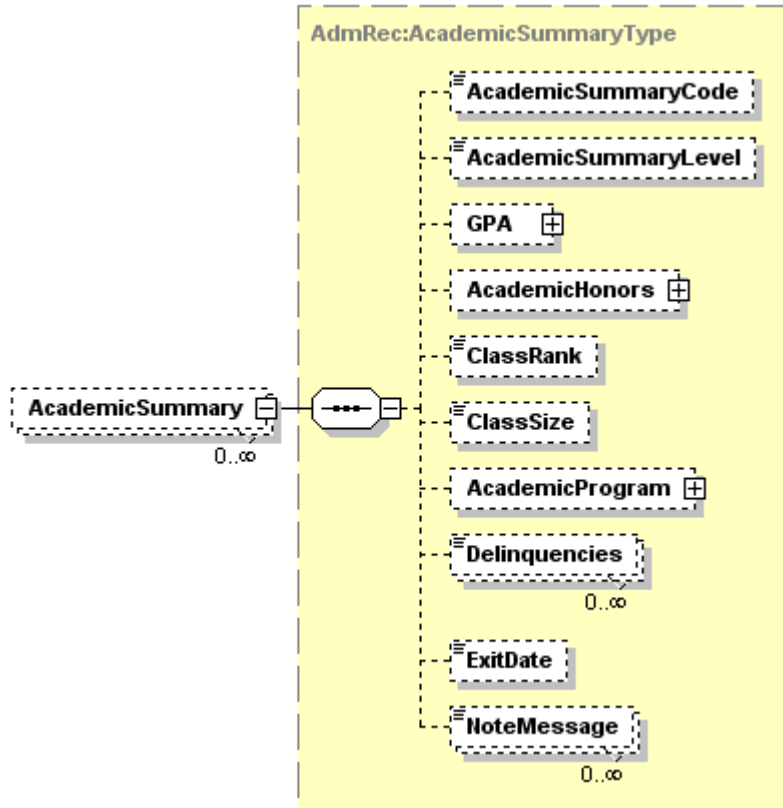 AdmRec:AcademicSummaryType
AcademicSummaryCode
AcademicSummaryLevel
GPA
AcademicHonors
ClassRank
AcademicSummary
0..∞
ClassSize
AcademicProgram
Delinquencies
0..∞
ExitDate
NoteMessage
0..∞